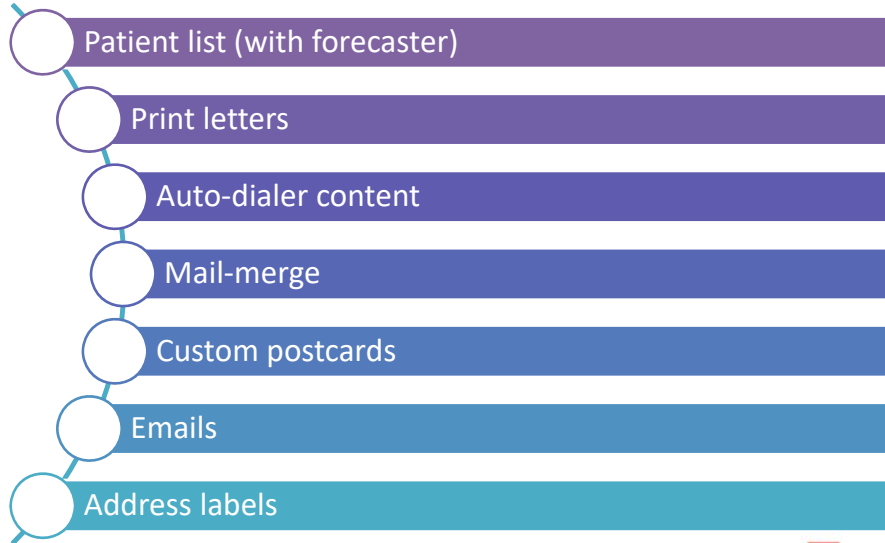 Patient list (with forecaster)
Print letters
Auto-dialer content
Mail-merge
Custom postcards
Emails
Address labels